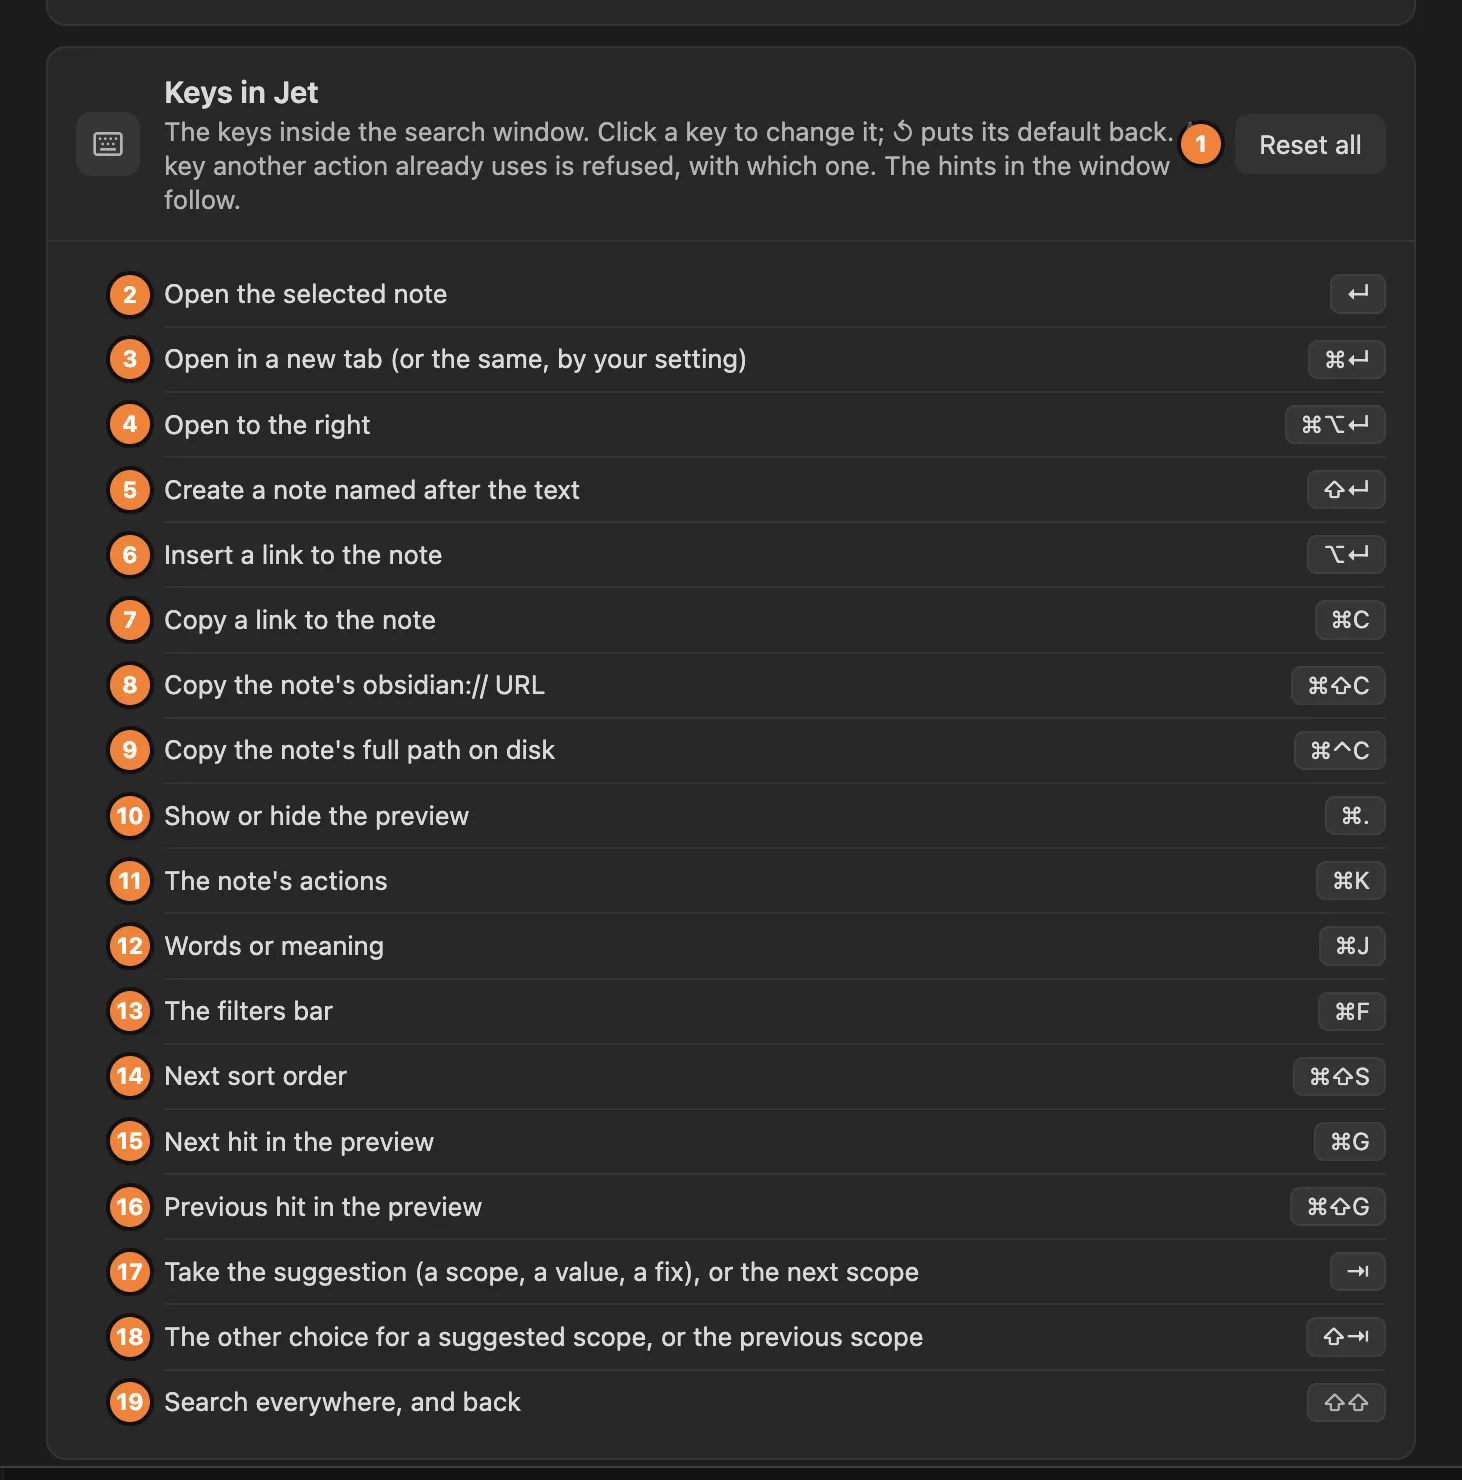 Keys in Jet
The keys inside the search window. Click a key to change it; ↺ puts its default back.
key another action already uses is refused, with which one. The hints in the window
follow.
1
Reset all
2 Open the selected note ↵
3 Open in a new tab (or the same, by your setting) ⌘↵
4 Open to the right ⌘⌥↵
5 Create a note named after the text ⇧↵
6 Insert a link to the note ⌥↵
7 Copy a link to the note ⌘C
8 Copy the note's obsidian:// URL ⌘⇧C
9 Copy the note's full path on disk ⌘^C
10 Show or hide the preview ⌘.
11 The note's actions ⌘K
12 Words or meaning ⌘J
13 The filters bar ⌘F
14 Next sort order ⌘⇧S
15 Next hit in the preview ⌘G
16 Previous hit in the preview ⌘⇧G
17 Take the suggestion (a scope, a value, a fix), or the next scope ⇥
18 The other choice for a suggested scope, or the previous scope ⇧⇥
19 Search everywhere, and back ⇧⇧